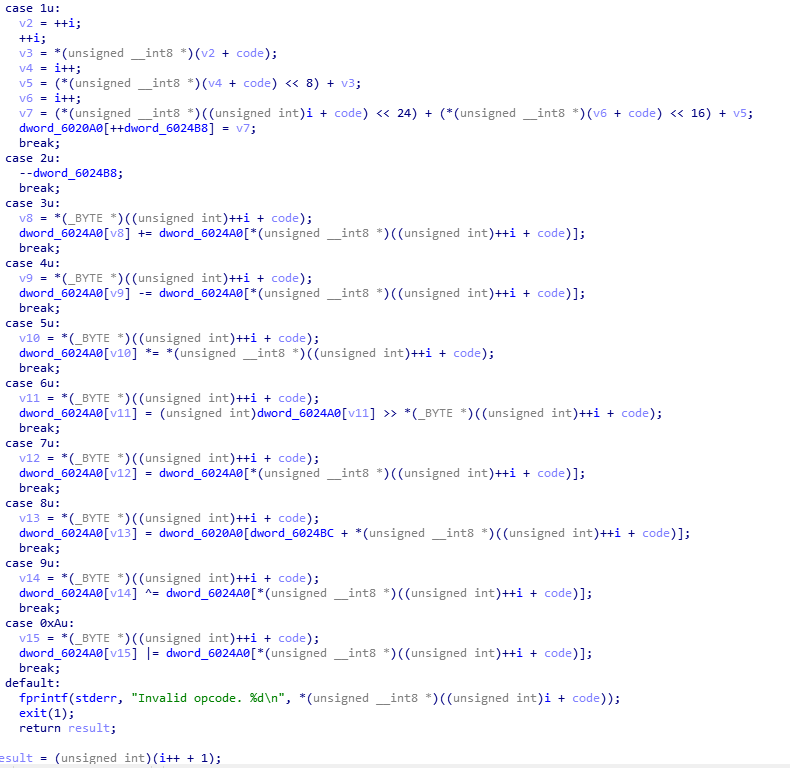 case 1u:
v2 = ++i;
++i;
v3 = *(unsigned __int8 *)(v2 + code);
v4 = i++;
v5 = (*(unsigned __int8 *)(v4 + code) << 8) + v3;
v6 = i++;
v7 = (*(unsigned __int8 *)((unsigned int)i + code) << 24) + (*(unsigned __int8 *)(v6 + code) << 16) + v5;
dword_6020A0[++dword_6024B8] = v7;
break;
case 2u:
--dword_6024B8;
break;
case 3u:
v8 = *(_BYTE *)((unsigned int)++i + code);
dword_6024A0[v8] += dword_6024A0[*(unsigned __int8 *)((unsigned int)++i + code)];
break;
case 4u:
v9 = *(_BYTE *)((unsigned int)++i + code);
dword_6024A0[v9] -= dword_6024A0[*(unsigned __int8 *)((unsigned int)++i + code)];
break;
case 5u:
v10 = *(_BYTE *)((unsigned int)++i + code);
dword_6024A0[v10] *= *(unsigned __int8 *)((unsigned int)++i + code);
break;
case 6u:
v11 = *(_BYTE *)((unsigned int)++i + code);
dword_6024A0[v11] = (unsigned int)dword_6024A0[v11] >> *(_BYTE *)((unsigned int)++i + code);
break;
case 7u:
v12 = *(_BYTE *)((unsigned int)++i + code);
dword_6024A0[v12] = dword_6024A0[*(unsigned __int8 *)((unsigned int)++i + code)];
break;
case 8u:
v13 = *(_BYTE *)((unsigned int)++i + code);
dword_6024A0[v13] = dword_6020A0[dword_6024BC + *(unsigned __int8 *)((unsigned int)++i + code)];
break;
case 9u:
v14 = *(_BYTE *)((unsigned int)++i + code);
dword_6024A0[v14] ^= dword_6024A0[*(unsigned __int8 *)((unsigned int)++i + code)];
break;
case 0xAu:
v15 = *(_BYTE *)((unsigned int)++i + code);
dword_6024A0[v15] |= dword_6024A0[*(unsigned __int8 *)((unsigned int)++i + code)];
break;
default:
fprintf(stderr, "Invalid opcode. %d\n", *(unsigned __int8 *)((unsigned int)i + code));
exit(1);
return result;
esult = (unsigned int)(i++ + 1);